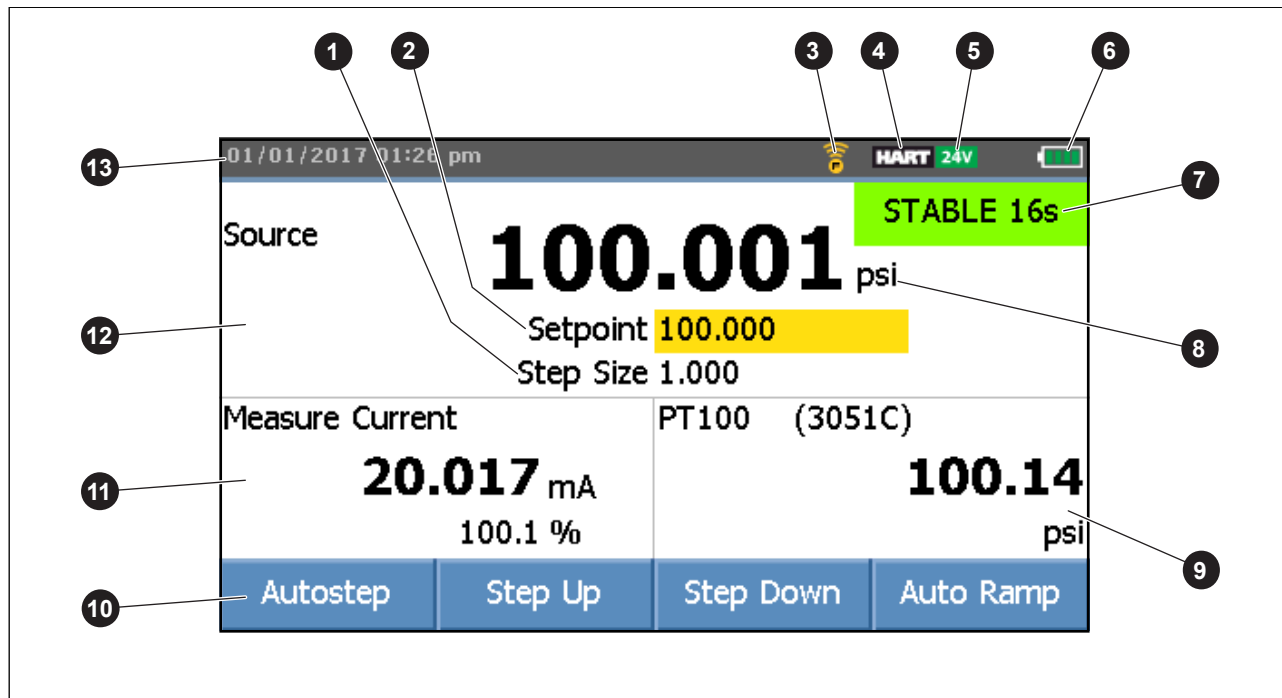 1 2 3 4 5 6
01/01/2017 01:26 pm P HART 24V
13
7
STABLE 16s
Source
100.001 psi
12
Setpoint 100.000
8
Step Size 1.000
Measure Current
PT100 (3051C)
11
20.017 mA
100.1 %
100.14
psi
9
10
Autostep Step Up Step Down Auto Ramp